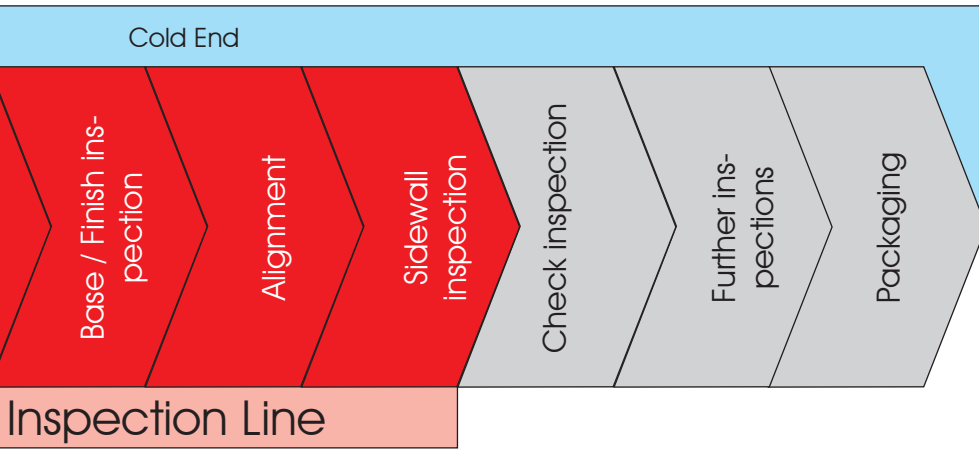 Cold End
Base / Finish ins-
pection
Alignment
Sidewall
inspection
Check inspection
Further ins-
pections
Packaging
Inspection Line